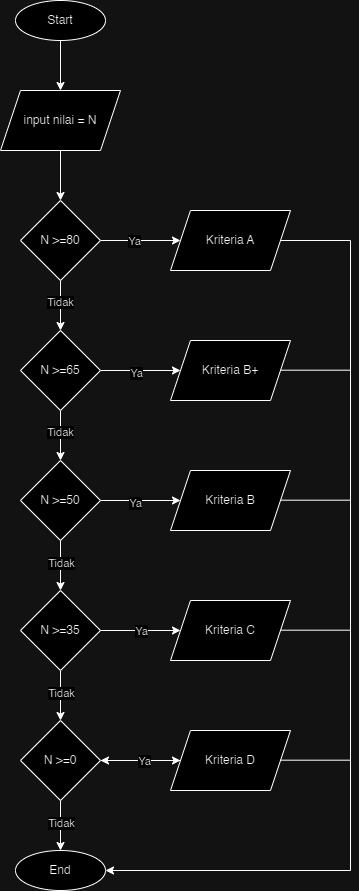 Start
input nilai = N
N >=80
Ya
Kriteria A
Tidak
N >=65
Ya
Kriteria B+
Tidak
N >=50
Ya
Kriteria B
Tidak
N >=35
Ya
Kriteria C
Tidak
N >=0
Ya
Kriteria D
Tidak
End